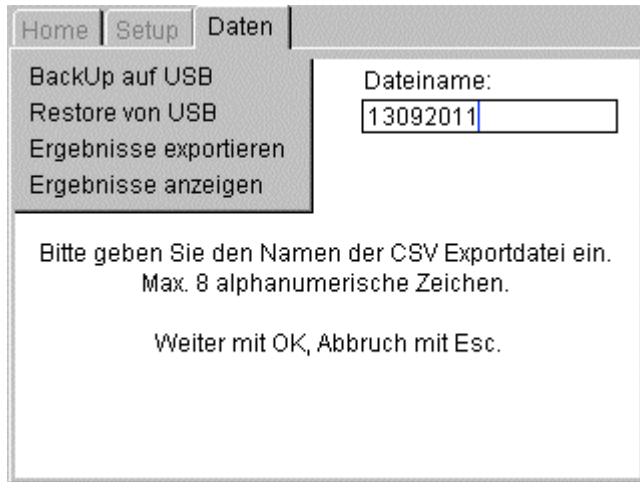 Home Setup Daten
BackUp auf USB
Restore von USB
Ergebnisse exportieren
Ergebnisse anzeigen
Dateiname:
13092011
Bitte geben Sie den Namen der CSV Exportdatei ein.
Max. 8 alphanumerische Zeichen.
Weiter mit OK, Abbruch mit Esc.